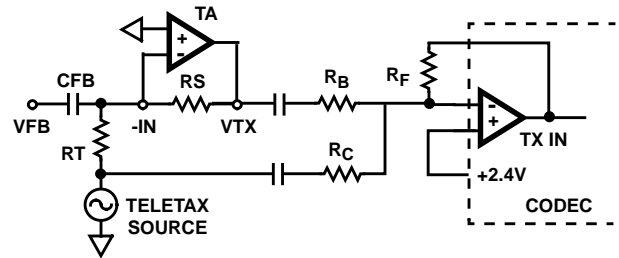 TA
+
-
CFB
RS
RB
RF
VFB
-IN
VTX
-
+
TX IN
RT
RC
+2.4V
TELETAX
SOURCE
CODEC